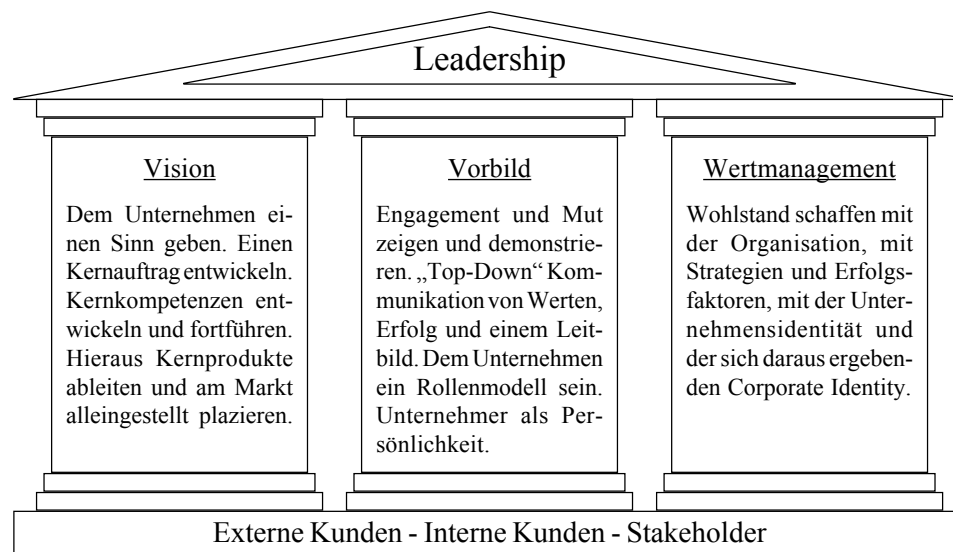 Leadership
Vision
Dem Unternehmen ei-
nen Sinn geben. Einen
Kernauftrag entwickeln.
Kernkompetenzen ent-
wickeln und fortführen.
Hieraus Kernprodukte
ableiten und am Markt
alleingestellt plazieren.
Vorbild
Engagement und Mut
zeigen und demonstrie-
ren. „Top-Down“ Kom-
munikation von Werten,
Erfolg und einem Leit-
bild. Dem Unternehmen
ein Rollenmodell sein.
Unternehmer als Per-
sönlichkeit.
Wertmanagement
Wohlstand schaffen mit
der Organisation, mit
Strategien und Erfolgs-
faktoren, mit der Unter-
nehmensidentität und
der sich daraus ergeben-
den Corporate Identity.
Externe Kunden - Interne Kunden - Stakeholder